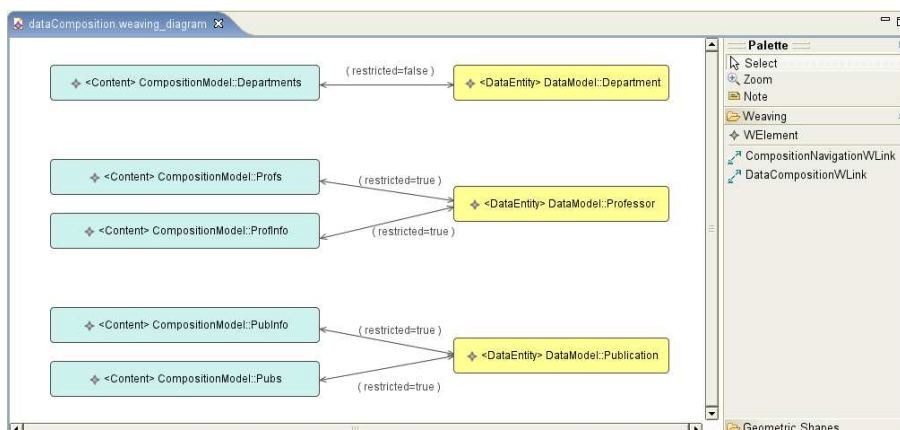 dataComposition.weaving_diagram
Palette
Select
Zoom
Note
Weaving
WElement
CompositionNavigationWLink
DataCompositionWLink
Geometric Shapes
( restricted=false )
<Content> CompositionModel::Departments
<DataEntity> DataModel::Department
<Content> CompositionModel::Profs
( restricted=true )
<DataEntity> DataModel::Professor
<Content> CompositionModel::ProfInfo
( restricted=true )
<Content> CompositionModel::PubInfo
( restricted=true )
<DataEntity> DataModel::Publication
<Content> CompositionModel::Pubs
( restricted=true )